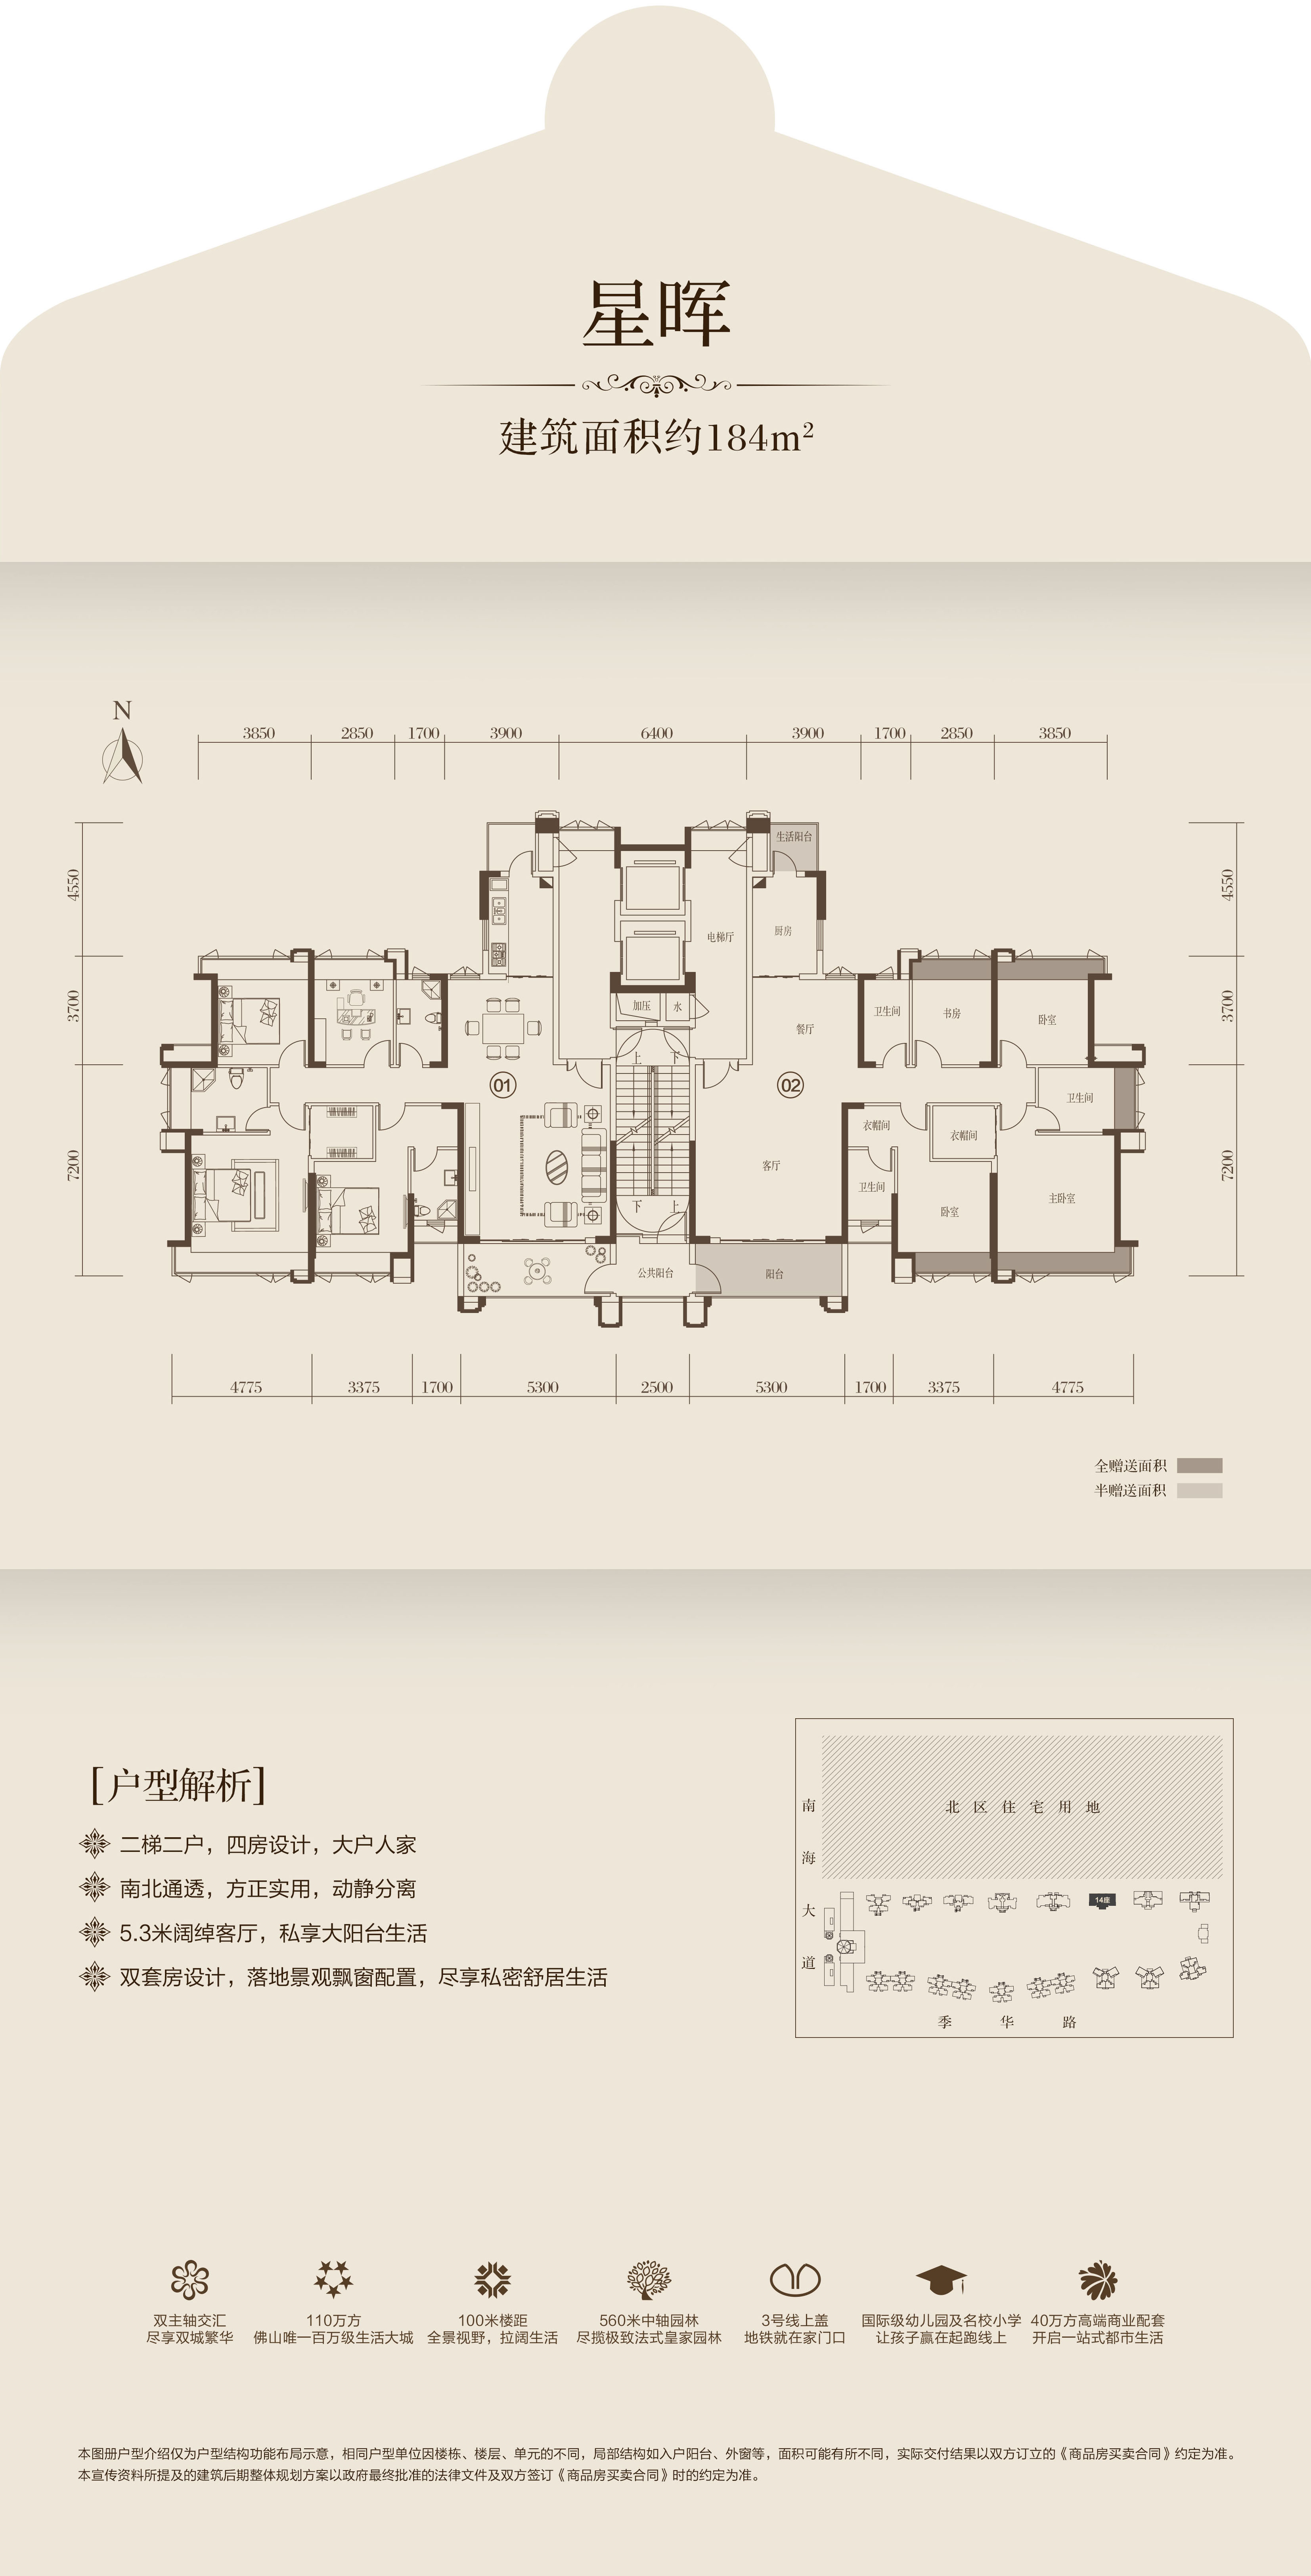 星晖
建筑面积约184m²
N
3850 2850 1700 3900 6400 3900 1700 2850 3850
4550
3700
7200
4550
3700
7200
生活阳台
电梯厅
厨房
加压
水
卫生间
书房
卧室
餐厅
上 下
01
02
卫生间
衣帽间
衣帽间
客厅
卫生间
主卧室
卧室
下 上
公共阳台
阳台
4775 3375 1700 5300 2500 5300 1700 3375 4775
全赠送面积
半赠送面积
[户型解析]
二梯二户，四房设计，大户人家
南北通透，方正实用，动静分离
5.3米阔绰客厅，私享大阳台生活
双套房设计，落地景观飘窗配置，尽享私密舒居生活
北区住宅用地
南海大道
14座
季华路
双主轴交汇
尽享双城繁华
110万方
佛山唯一百万级生活大城
100米楼距
全景视野，拉阔生活
560米中轴园林
尽揽极致法式皇家园林
3号线上盖
地铁就在家门口
国际级幼儿园及名校小学
让孩子赢在起跑线上
40万方高端商业配套
开启一站式都市生活
本图册户型介绍仅为户型结构功能布局示意，相同户型单位因楼栋、楼层、单元的不同，局部结构如入户阳台、外窗等，面积可能有所不同，实际交付结果以双方订立的《商品房买卖合同》约定为准。
本宣传资料所提及的建筑后期整体规划方案以政府最终批准的法律文件及双方签订《商品房买卖合同》时的约定为准。